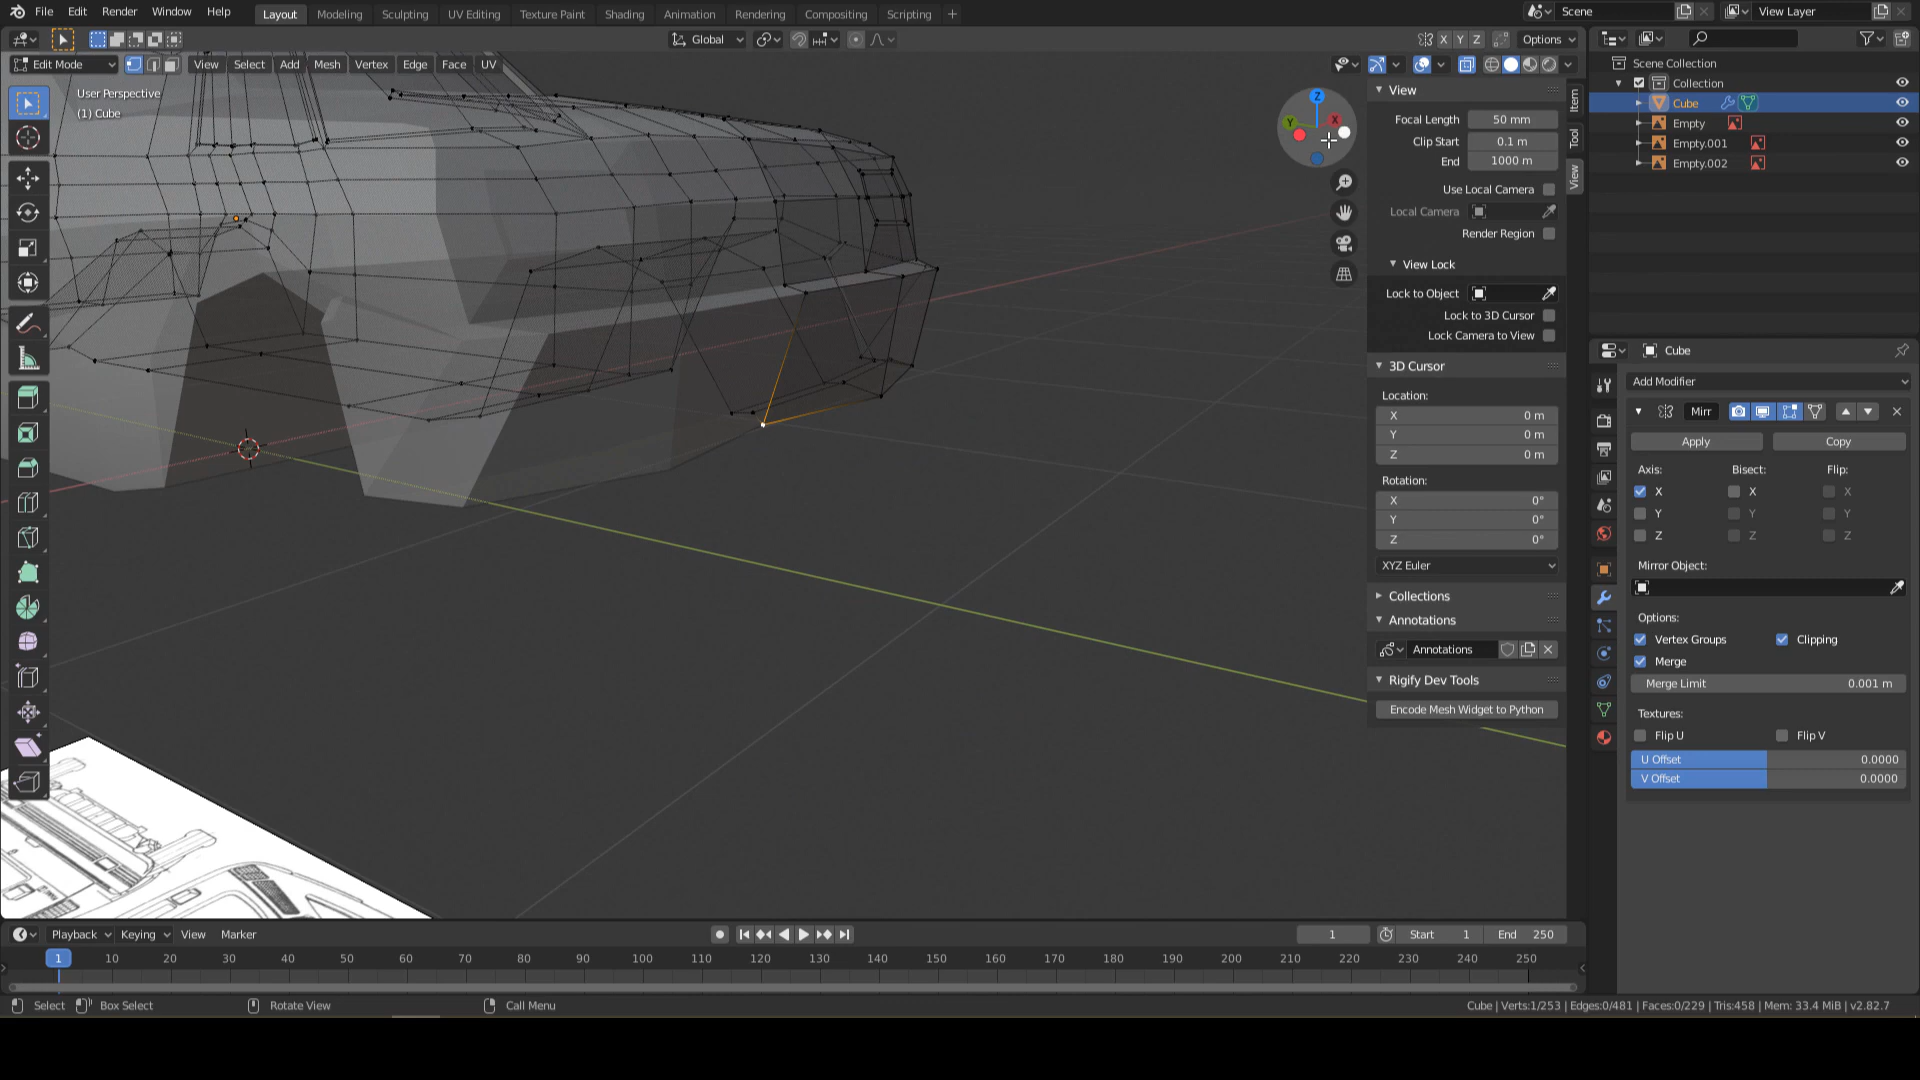 File Edit Render Window Help Layout Modeling Sculpting UV Editing Texture Paint Shading Animation Rendering Compositing Scripting + Scene View Layer
Global X Y Z Options
Edit Mode View Select Add Mesh Vertex Edge Face UV
User Perspective
(1) Cube
Z
Y
X
View
Focal Length 50 mm
Clip Start 0.1 m
End 1000 m
Use Local Camera
Local Camera
Render Region
View Lock
Lock to Object
Lock to 3D Cursor
Lock Camera to View
3D Cursor
Location:
X 0 m
Y 0 m
Z 0 m
Rotation:
X 0°
Y 0°
Z 0°
XYZ Euler
Collections
Annotations
Annotations
Rigify Dev Tools
Encode Mesh Widget to Python
Item
Tool
View
Scene Collection
Collection
Cube
Empty
Empty.001
Empty.002
Cube
Add Modifier
Mirr
Apply Copy
Axis: Bisect: Flip:
X X X
Y Y Y
Z Z Z
Mirror Object:
Options:
Vertex Groups Clipping
Merge
Merge Limit 0.001 m
Textures:
Flip U Flip V
U Offset 0.0000
V Offset 0.0000
Playback Keying View Marker 1 Start 1 End 250
1 10 20 30 40 50 60 70 80 90 100 110 120 130 140 150 160 170 180 190 200 210 220 230 240 250
Select Box Select Rotate View Call Menu Cube | Verts:1/253 | Edges:0/481 | Faces:0/229 | Tris:458 | Mem: 33.4 MiB | v2.82.7